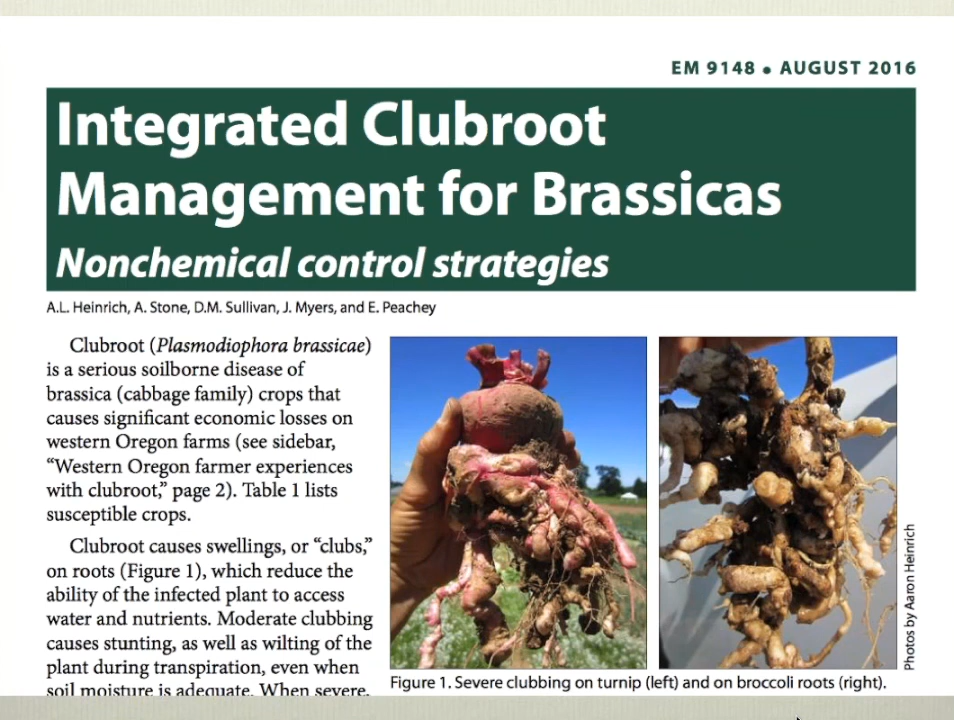 EM 9148 • AUGUST 2016
Integrated Clubroot
Management for Brassicas
Nonchemical control strategies
A.L. Heinrich, A. Stone, D.M. Sullivan, J. Myers, and E. Peachey
Clubroot (Plasmodiophora brassicae)
is a serious soilborne disease of
brassica (cabbage family) crops that
causes significant economic losses on
western Oregon farms (see sidebar,
“Western Oregon farmer experiences
with clubroot,” page 2). Table 1 lists
susceptible crops.
Clubroot causes swellings, or “clubs,”
on roots (Figure 1), which reduce the
ability of the infected plant to access
water and nutrients. Moderate clubbing
causes stunting, as well as wilting of the
plant during transpiration, even when
soil moisture is adequate. When severe,
Photos by Aaron Heinrich
Figure 1. Severe clubbing on turnip (left) and on broccoli roots (right).